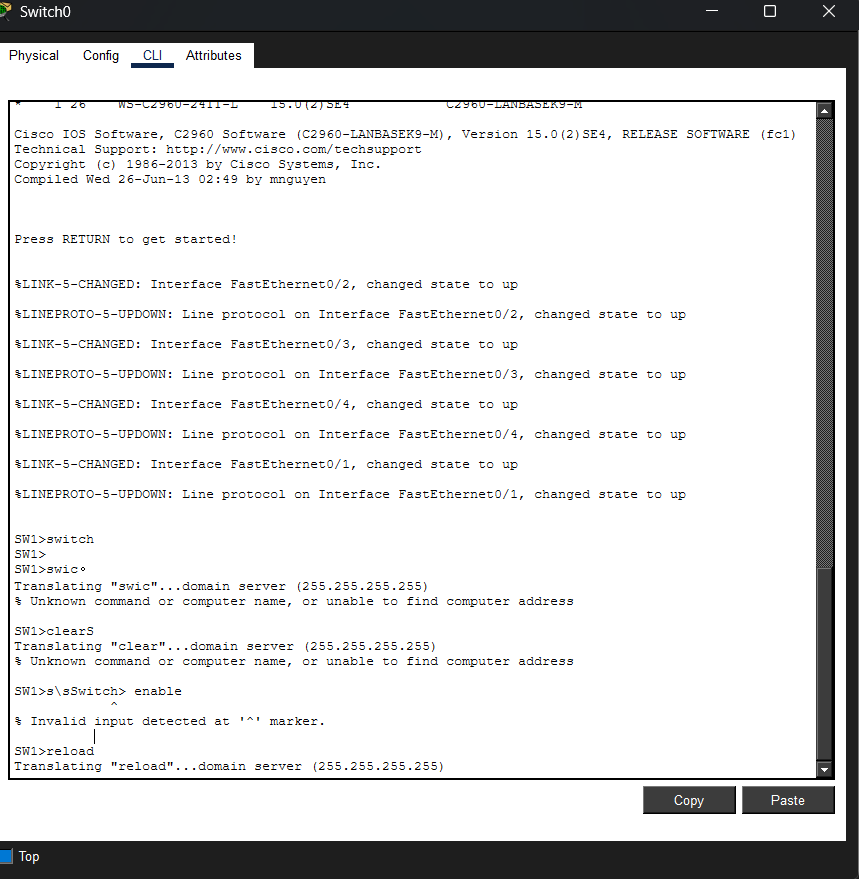 Switch0
Physical Config CLI Attributes
* 1 26 WS-C2960-24TT-L 15.0(2)SE4 C2960-LANBASEK9-M
Cisco IOS Software, C2960 Software (C2960-LANBASEK9-M), Version 15.0(2)SE4, RELEASE SOFTWARE (fc1)
Technical Support: http://www.cisco.com/techsupport
Copyright (c) 1986-2013 by Cisco Systems, Inc.
Compiled Wed 26-Jun-13 02:49 by mnguyen
Press RETURN to get started!
%LINK-5-CHANGED: Interface FastEthernet0/2, changed state to up
%LINEPROTO-5-UPDOWN: Line protocol on Interface FastEthernet0/2, changed state to up
%LINK-5-CHANGED: Interface FastEthernet0/3, changed state to up
%LINEPROTO-5-UPDOWN: Line protocol on Interface FastEthernet0/3, changed state to up
%LINK-5-CHANGED: Interface FastEthernet0/4, changed state to up
%LINEPROTO-5-UPDOWN: Line protocol on Interface FastEthernet0/4, changed state to up
%LINK-5-CHANGED: Interface FastEthernet0/1, changed state to up
%LINEPROTO-5-UPDOWN: Line protocol on Interface FastEthernet0/1, changed state to up
SW1>switch
SW1>
SW1>swic°
Translating "swic"...domain server (255.255.255.255)
% Unknown command or computer name, or unable to find computer address
SW1>clearS
Translating "clear"...domain server (255.255.255.255)
% Unknown command or computer name, or unable to find computer address
SW1>s\sSwitch> enable
^
% Invalid input detected at '^' marker.
SW1>reload
Translating "reload"...domain server (255.255.255.255)
Copy Paste
Top